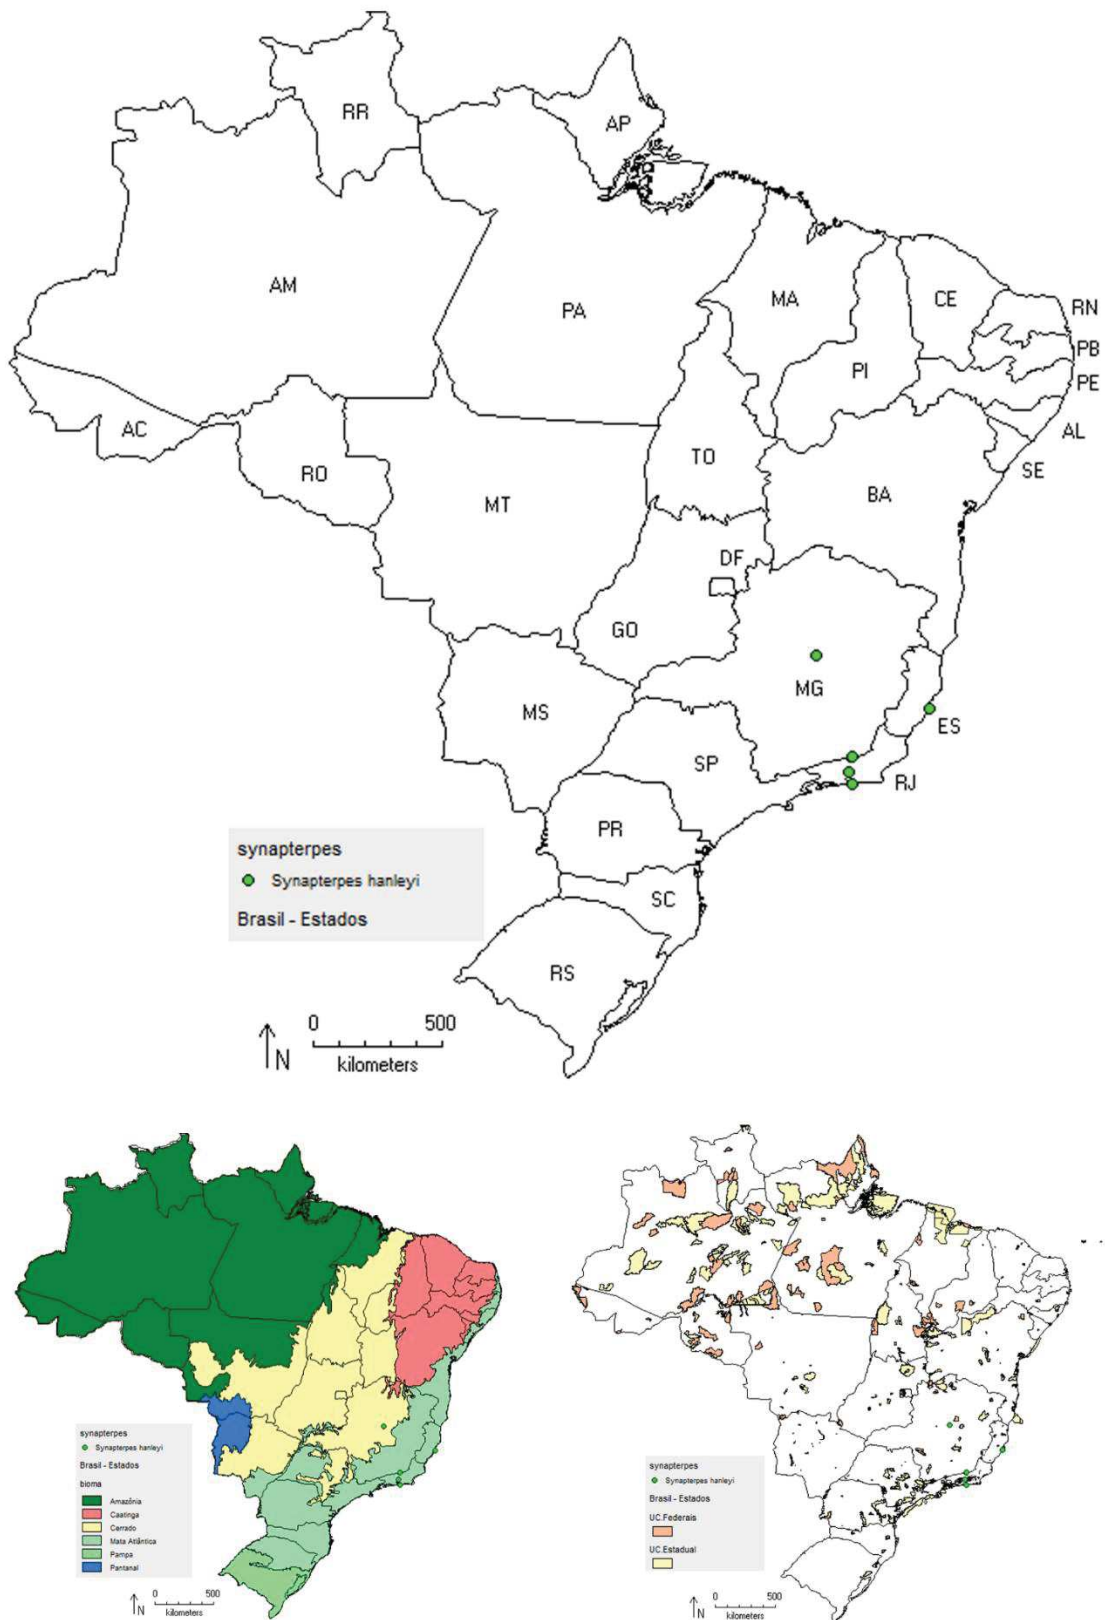 RR
AP
AM
PA
MA
CE
RN
PB
PE
PI
AL
AC
SE
TO
RO
BA
MT
DF
GO
MG
MS
ES
SP
RJ
PR
synapterpes
Synapterpes hanleyi
SC
Brasil - Estados
RS
0 500
N
kilometers
synapterpes
Synapterpes hanleyi
Brasil - Estados
bioma
Amazônia
Caatinga
Cerrado
Mata Atlântica
Pampa
Pantanal
0 500
N
kilometers
synapterpes
Synapterpes hanleyi
Brasil - Estados
UC.Federais
UC.Estadual
0 500
N
kilometers